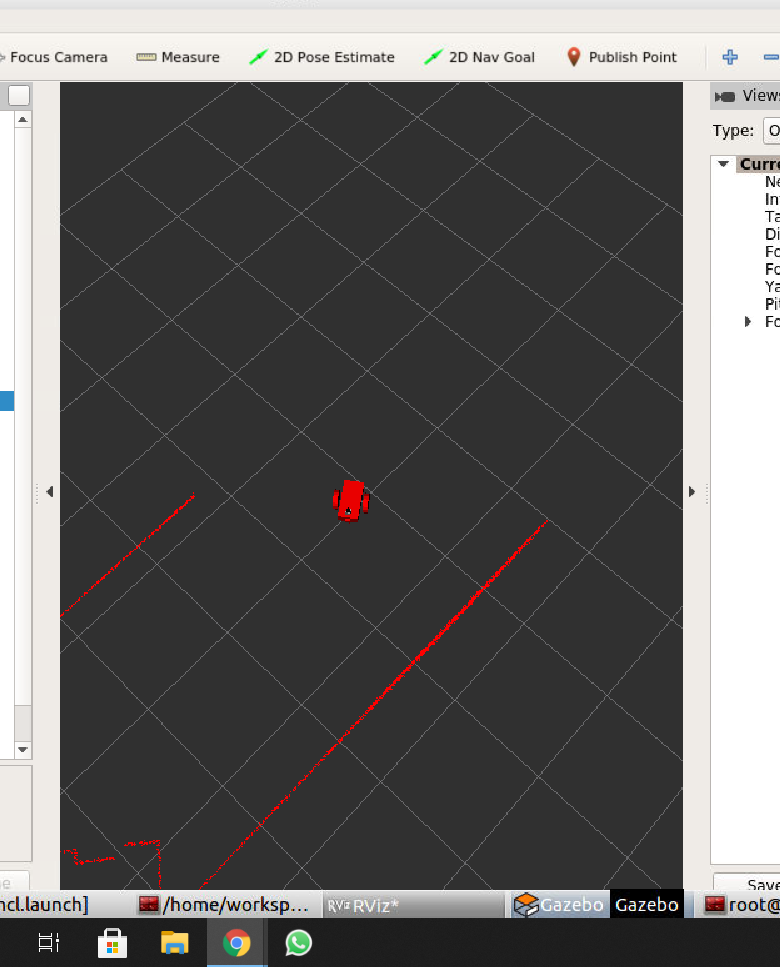 Focus Camera Measure 2D Pose Estimate 2D Nav Goal Publish Point
Views
Type: O
Curre
Ne
In
Ta
Di
Fo
Fo
Ya
Pit
Fo
Save
ncl.launch] /home/worksp... RViz RViz* Gazebo Gazebo root@